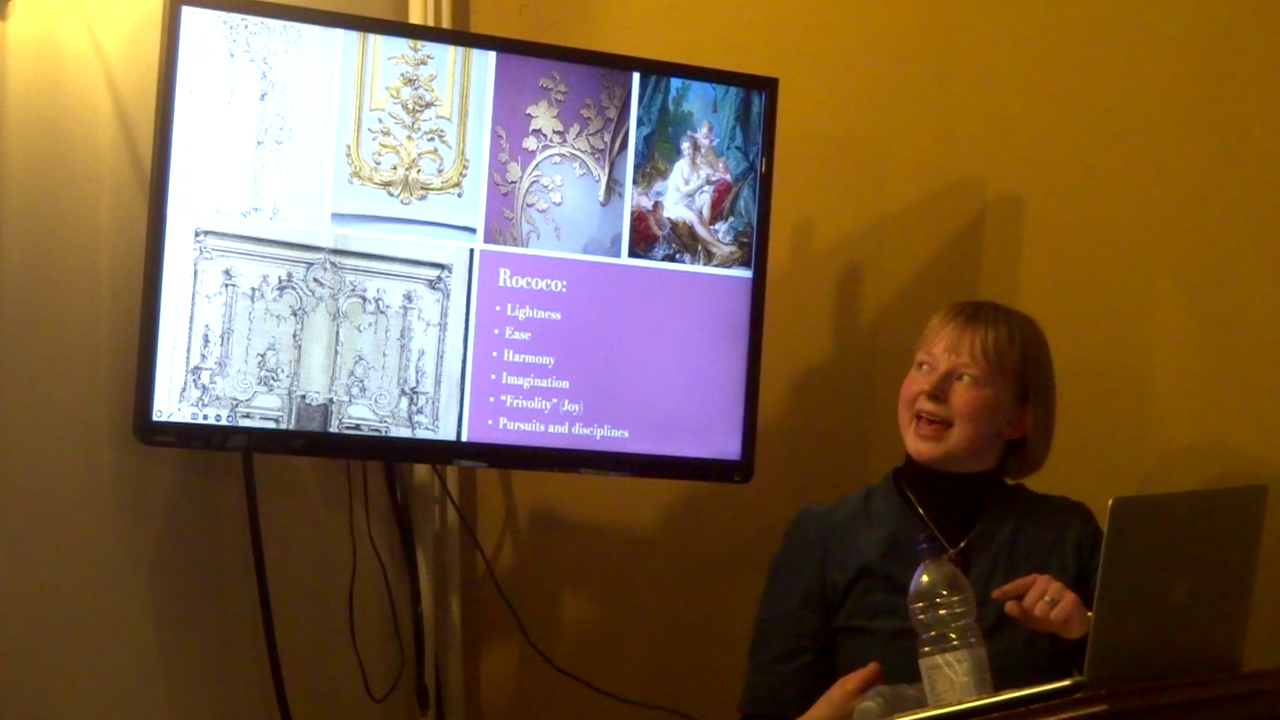 Rococo:
• Lightness
• Ease
• Harmony
• Imagination
• “Frivolity” (Joy)
• Pursuits and disciplines